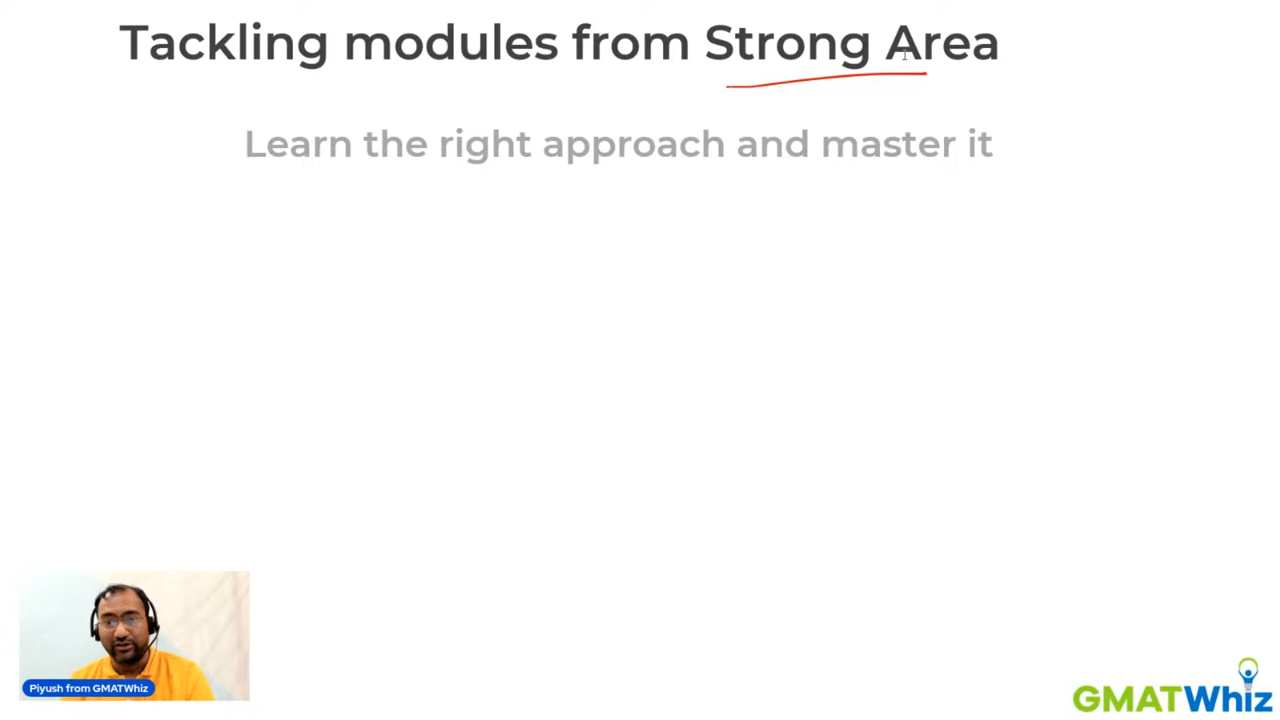 Tackling modules from Strong Area
Learn the right approach and master it
Piyush from GMATWhiz
GMATWhiz